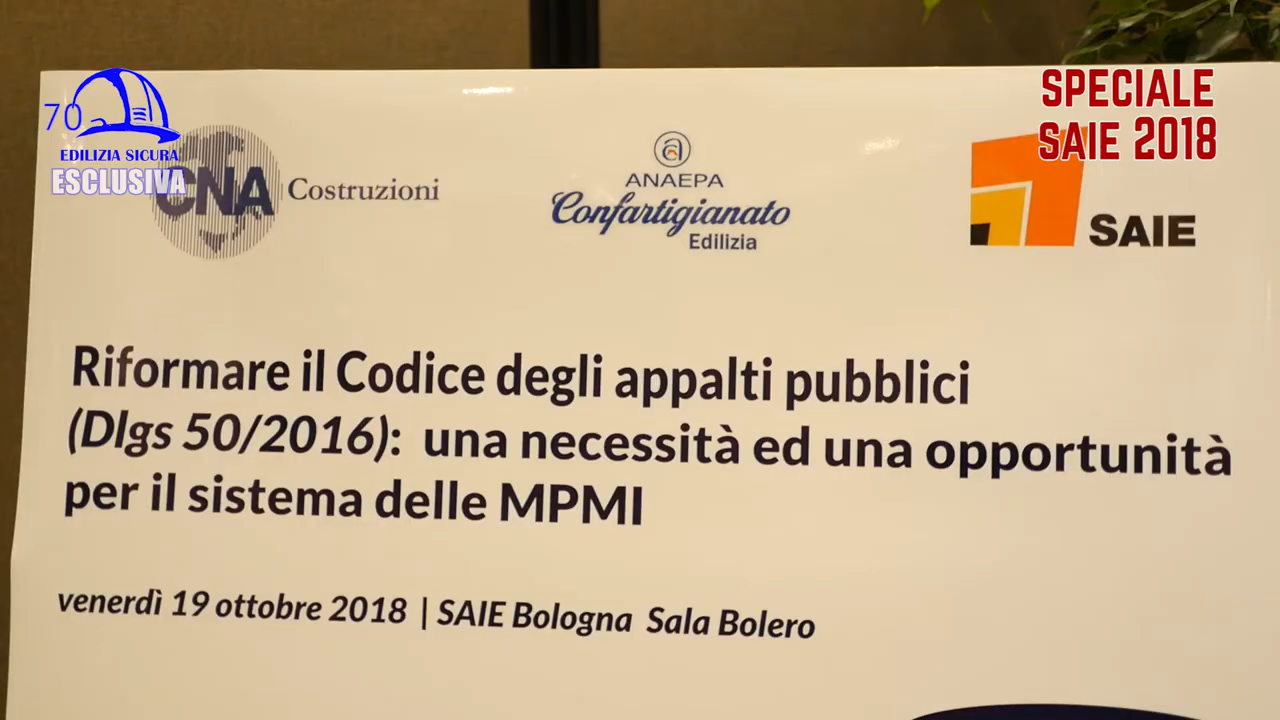 70
EDILIZIA SICURA
ESCLUSIVA
SPECIALE
SAIE 2018
CNA Costruzioni
ANAEPA
Confartigianato
Edilizia
SAIE
Riformare il Codice degli appalti pubblici
(Dlgs 50/2016): una necessità ed una opportunità
per il sistema delle MPMI
venerdì 19 ottobre 2018 | SAIE Bologna Sala Bolero